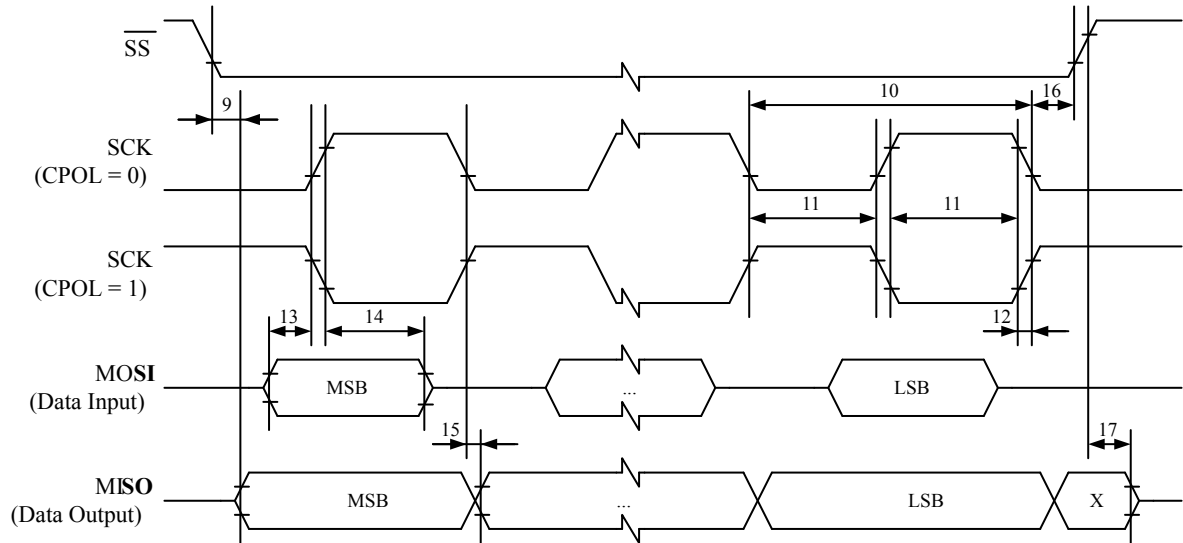 SS
10
16
9
SCK
(CPOL = 0)
11
11
SCK
(CPOL = 1)
13
14
12
MOSI
(Data Input)
MSB
...
LSB
15
17
MISO
(Data Output)
MSB
...
LSB
X